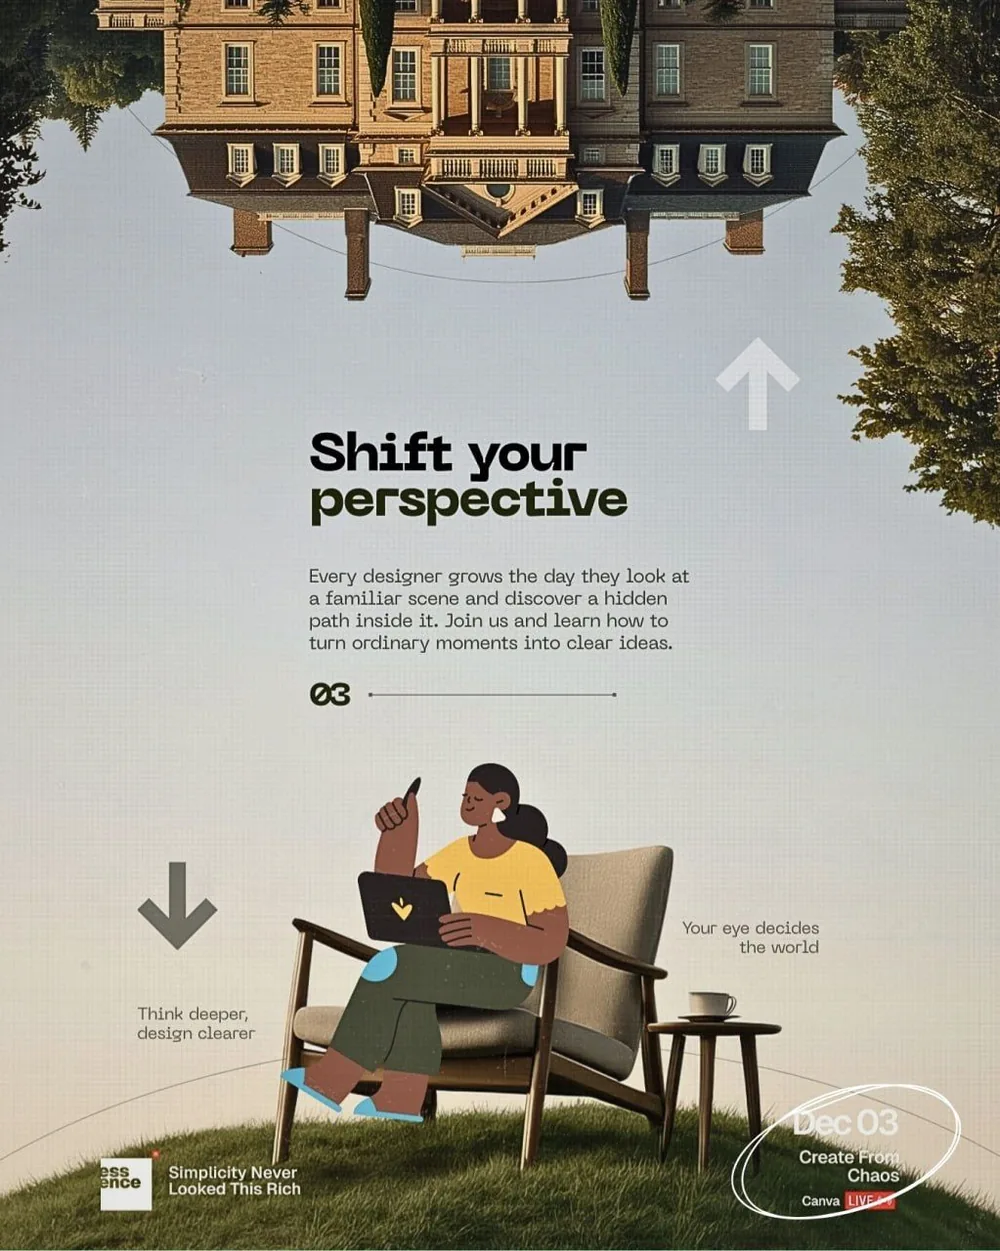 Shift your
perspective
Every designer grows the day they look at
a familiar scene and discover a hidden
path inside it. Join us and learn how to
turn ordinary moments into clear ideas.
03
Your eye decides
the world
Think deeper,
design clearer
ess
ence
Simplicity Never
Looked This Rich
Dec 03
Create From
Chaos
Canva LIVE